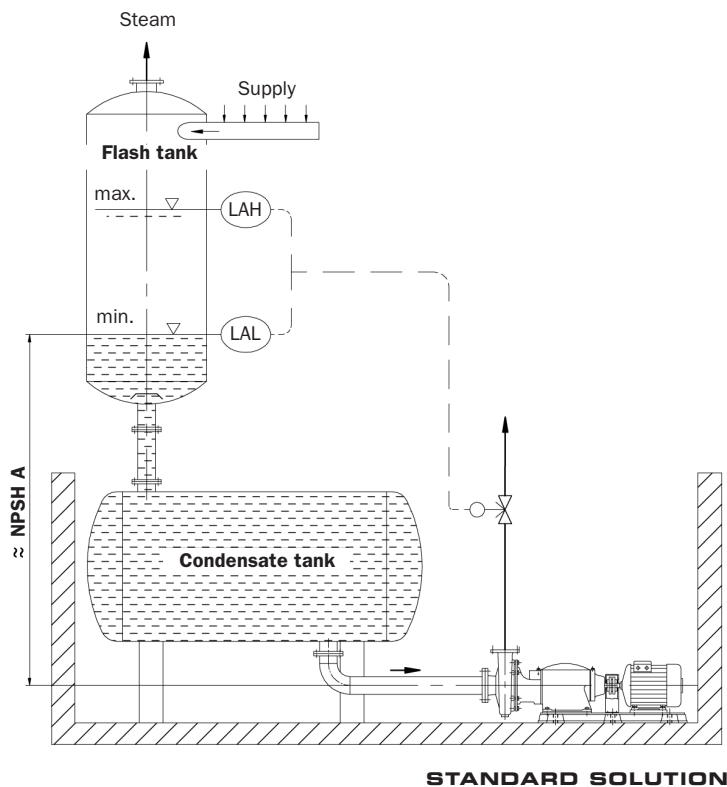 Steam
Supply
Flash tank
max.
LAH
min.
LAL
≈ NPSH A
Condensate tank
STANDARD SOLUTION